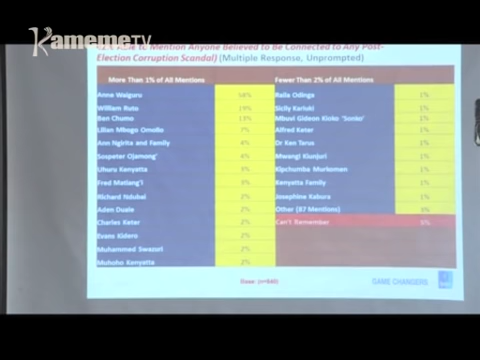 Kameme TV
to Mention Anyone Believed to Be Connected to Any Post-
Election Corruption Scandal) (Multiple Response, Unprompted)
More Than 1% of All Mentions)
Fewer Than 2% of All Mentions
Anne Waiguru 58%
William Ruto 19%
Ben Chumo 13%
Lilian Mbogo Omollo 7%
Ann Ngirita and Family 4%
Sospeter Ojamong' 4%
Uhuru Kenyatta 3%
Fred Matiang'i 3%
Richard Ndubai 2%
Aden Duale 2%
Charles Keter 2%
Evans Kidero 2%
Muhammed Swazuri 2%
Muhoho Kenyatta 2%
Raila Odinga 1%
Sicily Kariuki 1%
Mbuvi Gideon Kioko 'Sonko' 1%
Alfred Keter 1%
Dr Ken Tarus 1%
Mwangi Kiunjuri 1%
Kipchumba Murkomen 1%
Kenyatta Family 1%
Josephine Kabura 1%
Other (87 Mentions)
Can't Remember
Base: (n=660)
GAME CHANGERS